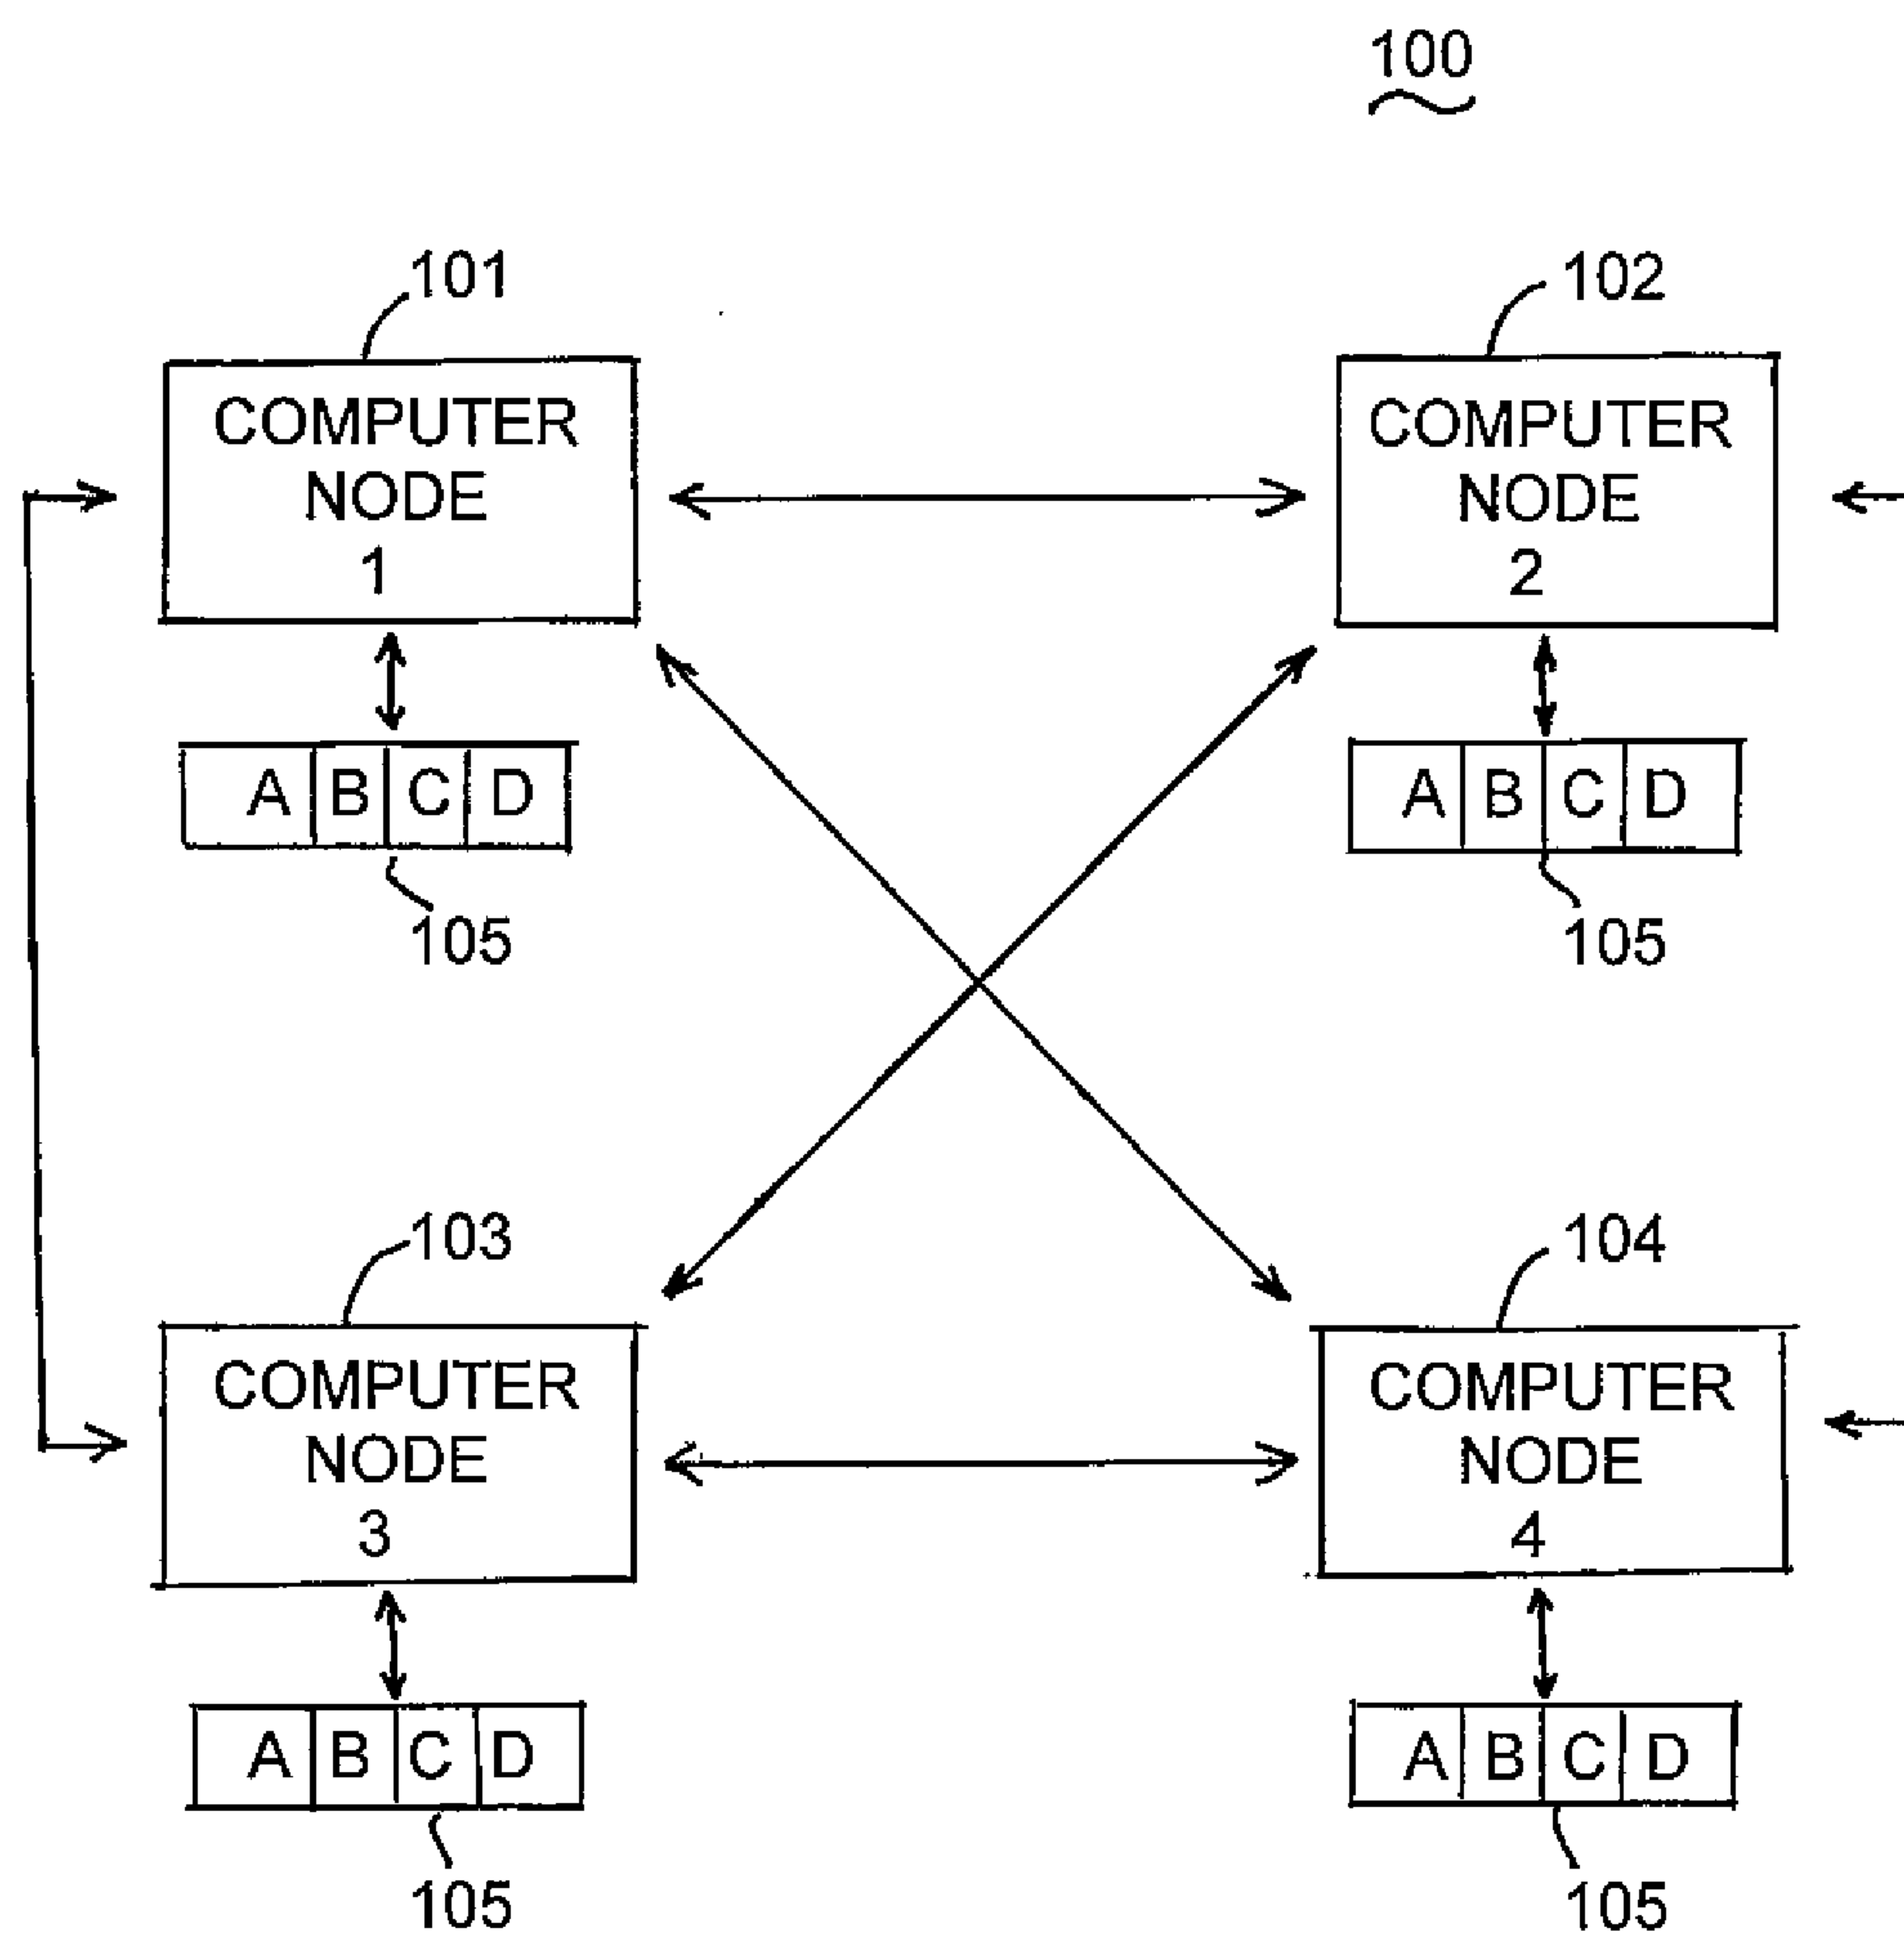 100
101
102
COMPUTER
NODE
1
COMPUTER
NODE
2
A B C D
A B C D
105
105
103
104
COMPUTER
NODE
3
COMPUTER
NODE
4
A B C D
A B C D
105
105